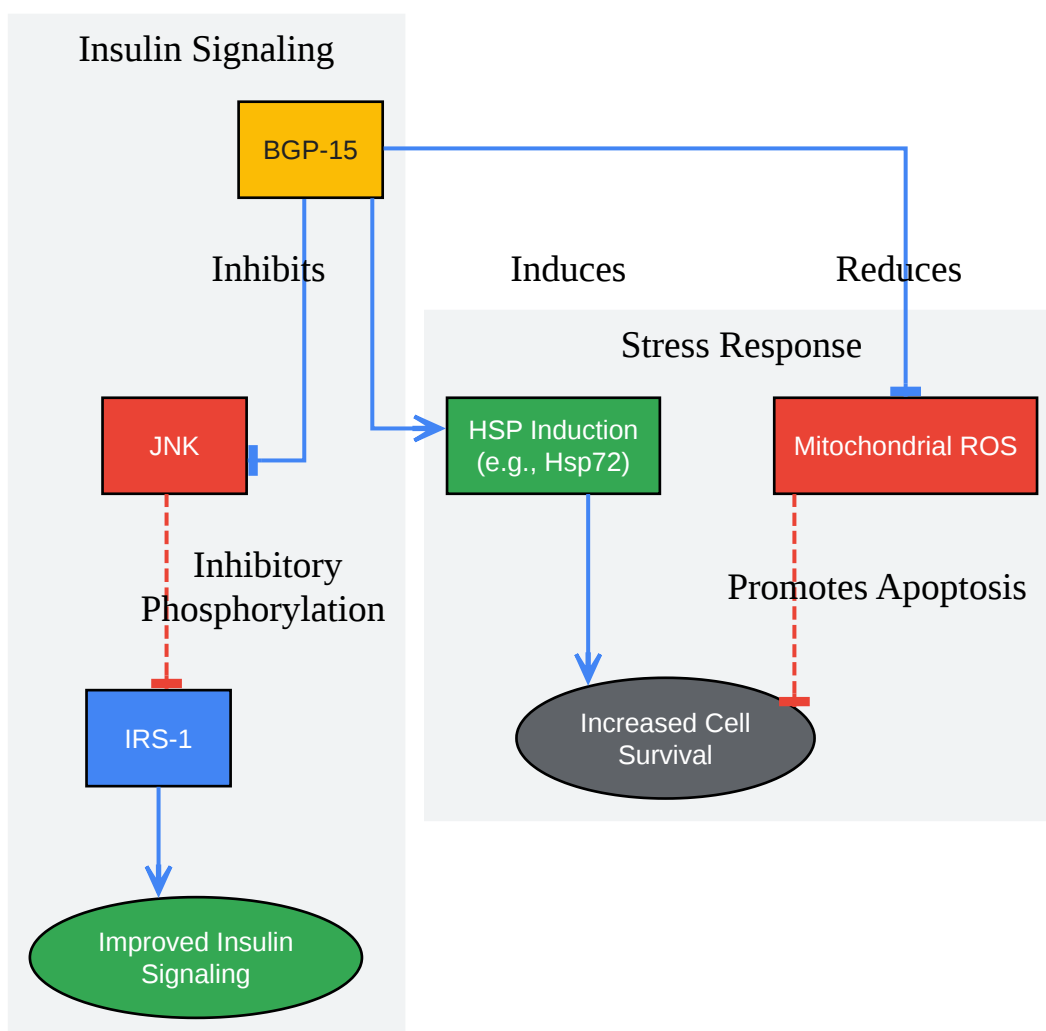 Insulin Signaling
BGP-15
Inhibits
Induces
Reduces
Stress Response
JNK
HSP Induction
(e.g., Hsp72)
Mitochondrial ROS
Inhibitory
Phosphorylation
Promotes Apoptosis
IRS-1
Increased Cell
Survival
Improved Insulin
Signaling